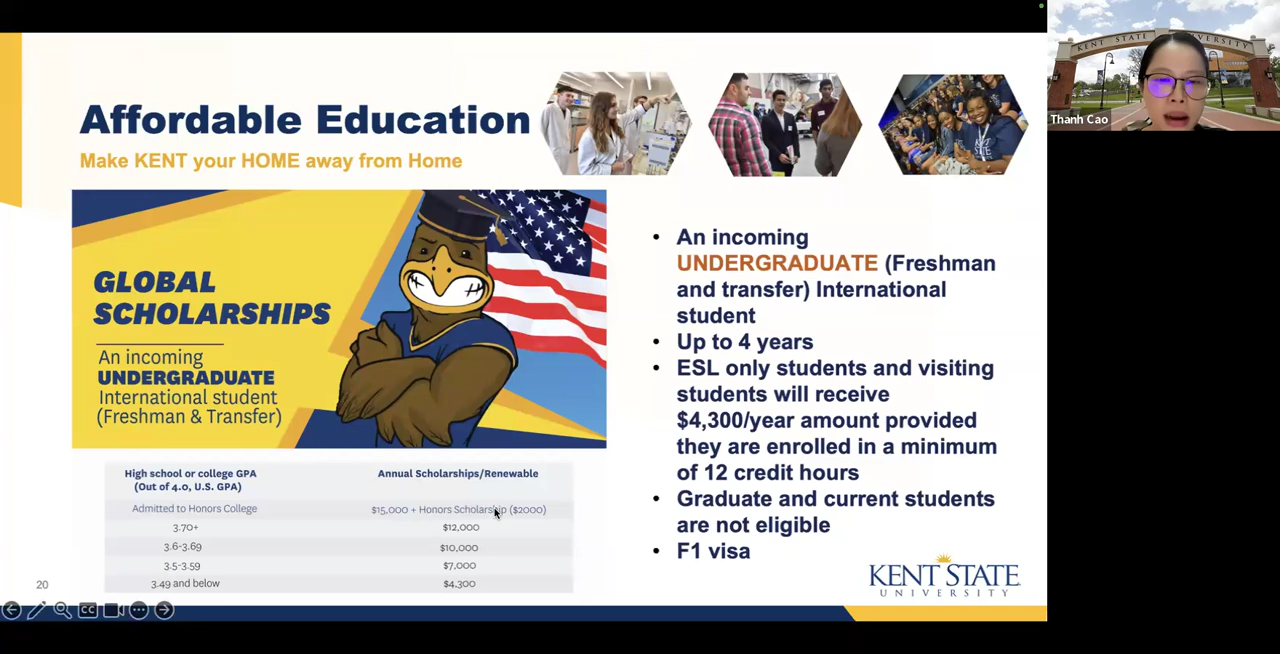 Affordable Education
Make KENT your HOME away from Home
GLOBAL
SCHOLARSHIPS
An incoming
UNDERGRADUATE
International student
(Freshman & Transfer)
High school or college GPA
(Out of 4.0, U.S. GPA)
Annual Scholarships/Renewable
Admitted to Honors College
$15,000 + Honors Scholarship ($2000)
3.70+
$12,000
3.6-3.69
$10,000
3.5-3.59
$7,000
3.49 and below
$4,300
• An incoming
UNDERGRADUATE (Freshman
and transfer) International
student
• Up to 4 years
• ESL only students and visiting
students will receive
$4,300/year amount provided
they are enrolled in a minimum
of 12 credit hours
• Graduate and current students
are not eligible
• F1 visa
KENT STATE
UNIVERSITY
20
CC
KENT STATE UNIVERSITY
Thanh Cao